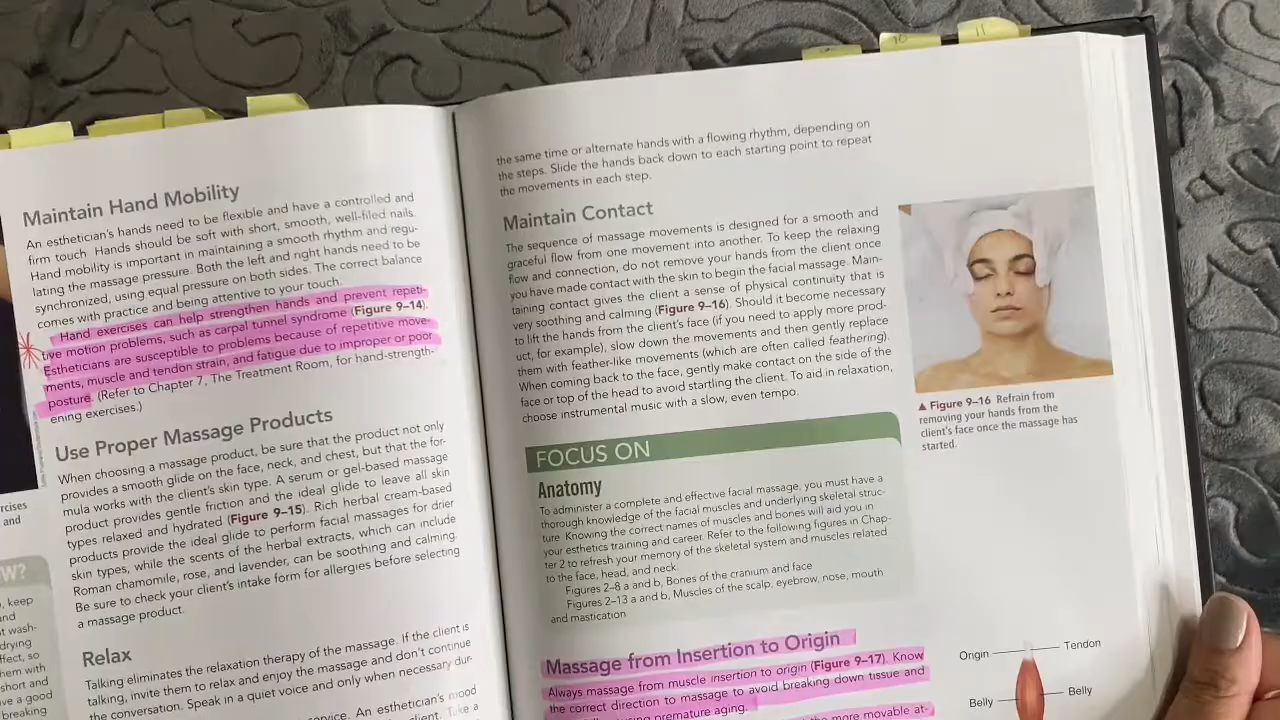 10
11
Maintain Hand Mobility
An esthetician's hands need to be flexible and have a controlled and
firm touch Hands should be soft with short, smooth, well-filed nails.
Hand mobility is important in maintaining a smooth rhythm and regu-
lating the massage pressure. Both the left and right hands need to be
synchronized, using equal pressure on both sides. The correct balance
comes with practice and being attentive to your touch.
Hand exercises can help strengthen hands and prevent repeti-
tive motion problems, such as carpal tunnel syndrome (Figure 9–14).
Estheticians are susceptible to problems because of repetitive move-
ments, muscle and tendon strain, and fatigue due to improper or poor
posture. (Refer to Chapter 7, The Treatment Room, for hand-strength-
ening exercises.)
Use Proper Massage Products
When choosing a massage product, be sure that the product not only
provides a smooth glide on the face, neck, and chest, but that the for-
mula works with the client's skin type. A serum or gel-based massage
product provides gentle friction and the ideal glide to leave all skin
types relaxed and hydrated (Figure 9–15). Rich herbal cream-based
products provide the ideal glide to perform facial massages for drier
skin types, while the scents of the herbal extracts, which can include
Roman chamomile, rose, and lavender, can be soothing and calming.
Be sure to check your client's intake form for allergies before selecting
a massage product.
Relax
Talking eliminates the relaxation therapy of the massage. If the client is
talking, invite them to relax and enjoy the massage and don't continue
the conversation. Speak in a quiet voice and only when necessary dur-
service. An esthetician's mood
client. Take a
rcises
and
W?
, keep
and
t wash-
drying
ffect, so
them with
short and
ve a good
breaking
the same time or alternate hands with a flowing rhythm, depending on
the steps. Slide the hands back down to each starting point to repeat
the movements in each step.
Maintain Contact
The sequence of massage movements is designed for a smooth and
graceful flow from one movement into another. To keep the relaxing
flow and connection, do not remove your hands from the client once
you have made contact with the skin to begin the facial massage. Main-
taining contact gives the client a sense of physical continuity that is
very soothing and calming (Figure 9–16). Should it become necessary
to lift the hands from the client's face (if you need to apply more prod-
uct, for example), slow down the movements and then gently replace
them with feather-like movements (which are often called feathering).
When coming back to the face, gently make contact on the side of the
face or top of the head to avoid startling the client. To aid in relaxation,
choose instrumental music with a slow, even tempo.
▲ Figure 9–16 Refrain from
removing your hands from the
client's face once the massage has
started.
FOCUS ON
Anatomy
To administer a complete and effective facial massage, you must have a
thorough knowledge of the facial muscles and underlying skeletal struc-
ture Knowing the correct names of muscles and bones will aid you in
your esthetics training and career. Refer to the following figures in Chap-
ter 2 to refresh your memory of the skeletal system and muscles related
to the face, head, and neck.
Figures 2–8 a and b, Bones of the cranium and face
Figures 2–13 a and b, Muscles of the scalp, eyebrow, nose, mouth
and mastication
Massage from Insertion to Origin
Always massage from muscle insertion to origin (Figure 9–17). Know
the correct direction to massage to avoid breaking down tissue and
premature aging.
the more movable at-
Origin
Tendon
Belly
Belly